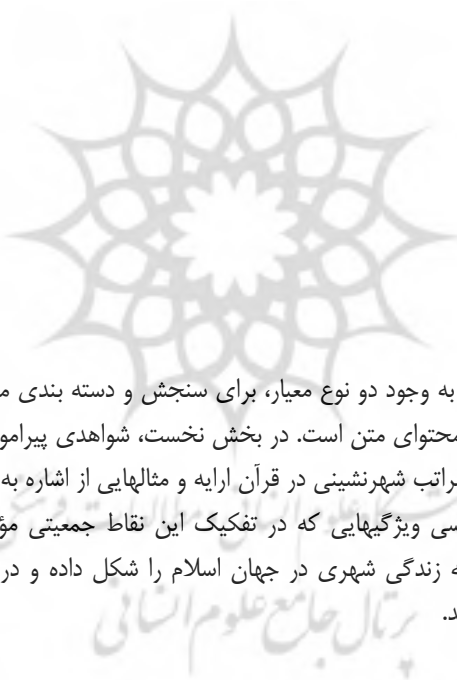 به وجود دو نوع معیار، برای سنجش و دسته بندی م
محتوای متن است. در بخش نخست، شواهدی پیرامو
راتب شهرنشینی در قرآن ارایه و مثالهایی از اشاره به
سی ویژگیهایی که در تفکیک این نقاط جمعیتی مؤ
ه زندگی شهری در جهان اسلام را شکل داده و در
د.
پرتال جامع علوم انسانی